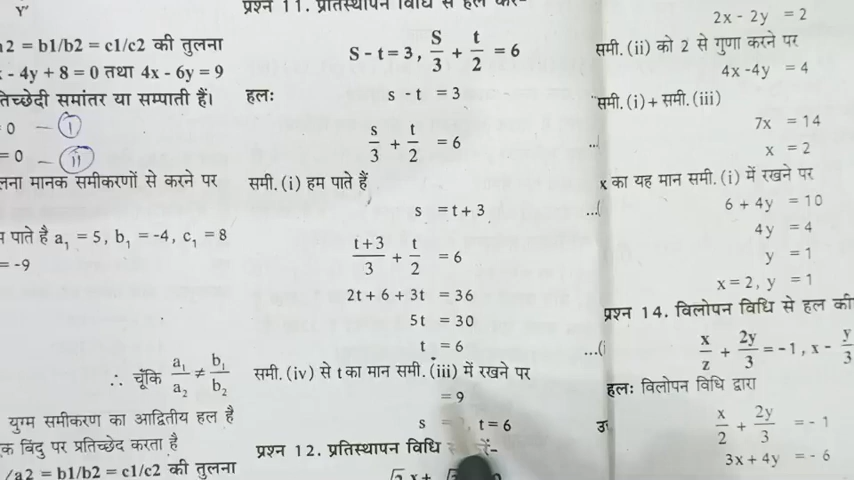 Y'
2 = b1/b2 = c1/c2 की तुलना
- 4y + 8 = 0 तथा 4x - 6y = 9
तिच्छेदी समांतर या सम्पाती हैं।
0 — (i)
= 0 — (ii)
लना मानक समीकरणों से करने पर
पाते है a₁ = 5, b₁ = -4, c₁ = 8
= -9
∴ चूँकि a₁/a₂ ≠ b₁/b₂
युग्म समीकरण का आद्वितीय हल है
क बिंदु पर प्रतिच्छेद करता है
/a2 = b1/b2 = c1/c2 की तुलना
प्रश्न 11. प्रतिस्थापन विधि से हल करें-
S - t = 3, S/3 + t/2 = 6
हलः s - t = 3
s/3 + t/2 = 6 ...
समी. (i) हम पाते हैं
s = t + 3 ...(
(t+3)/3 + t/2 = 6
2t + 6 + 3t = 36
5t = 30
t = 6 ...(i
समी. (iv) से t का मान समी. (iii) में रखने पर
= 9
s = , t = 6
प्रश्न 12. प्रतिस्थापन विधि
2x - 2y = 2
समी. (ii) को 2 से गुणा करने पर
4x - 4y = 4
समी. (i) + समी. (iii)
7x = 14
x = 2
x का यह मान समी. (i) में रखने पर
6 + 4y = 10
4y = 4
y = 1
x = 2, y = 1
प्रश्न 14. विलोपन विधि से हल की
x/z + 2y/3 = -1, x - y/3
हलः विलोपन विधि द्वारा
x/2 + 2y/3 = - 1
3x + 4y = - 6